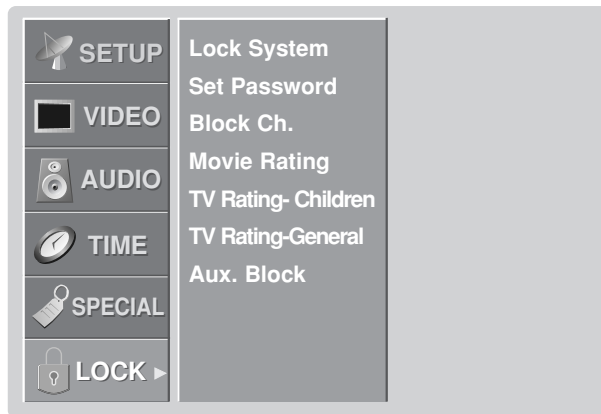 SETUP
VIDEO
AUDIO
TIME
SPECIAL
LOCK
Lock System
Set Password
Block Ch.
Movie Rating
TV Rating- Children
TV Rating-General
Aux. Block